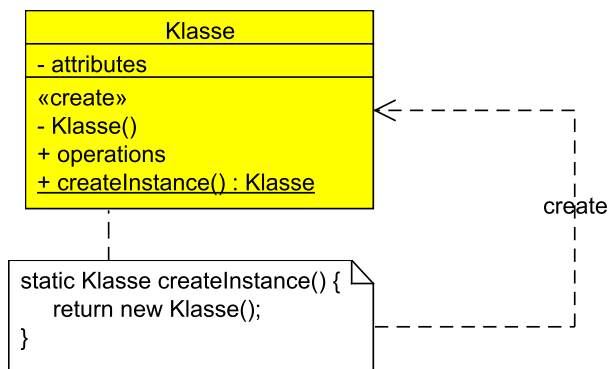 Klasse
- attributes
«create»
- Klasse()
+ operations
+ createInstance() : Klasse
create
static Klasse createInstance() {
return new Klasse();
}